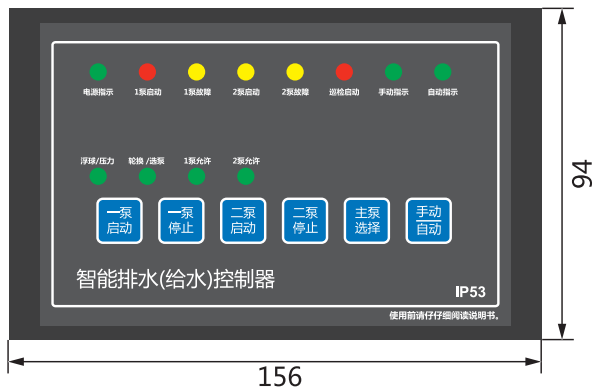 电源指示 1泵启动 1泵故障 2泵启动 2泵故障 巡检启动 手动指示 自动指示
浮球/压力 轮换/选泵 1泵允许 2泵允许
一泵启动 一泵停止 二泵启动 二泵停止 主泵选择 手动自动
智能排水(给水)控制器
IP53
使用前请仔仔细阅读说明书。
94
156